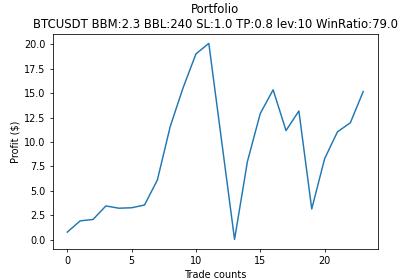 Portfolio
BTCUSDT BBM:2.3 BBL:240 SL:1.0 TP:0.8 lev:10 WinRatio:79.0
20.0
17.5
15.0
12.5
10.0
7.5
5.0
2.5
0.0
Profit ($)
0 5 10 15 20
Trade counts